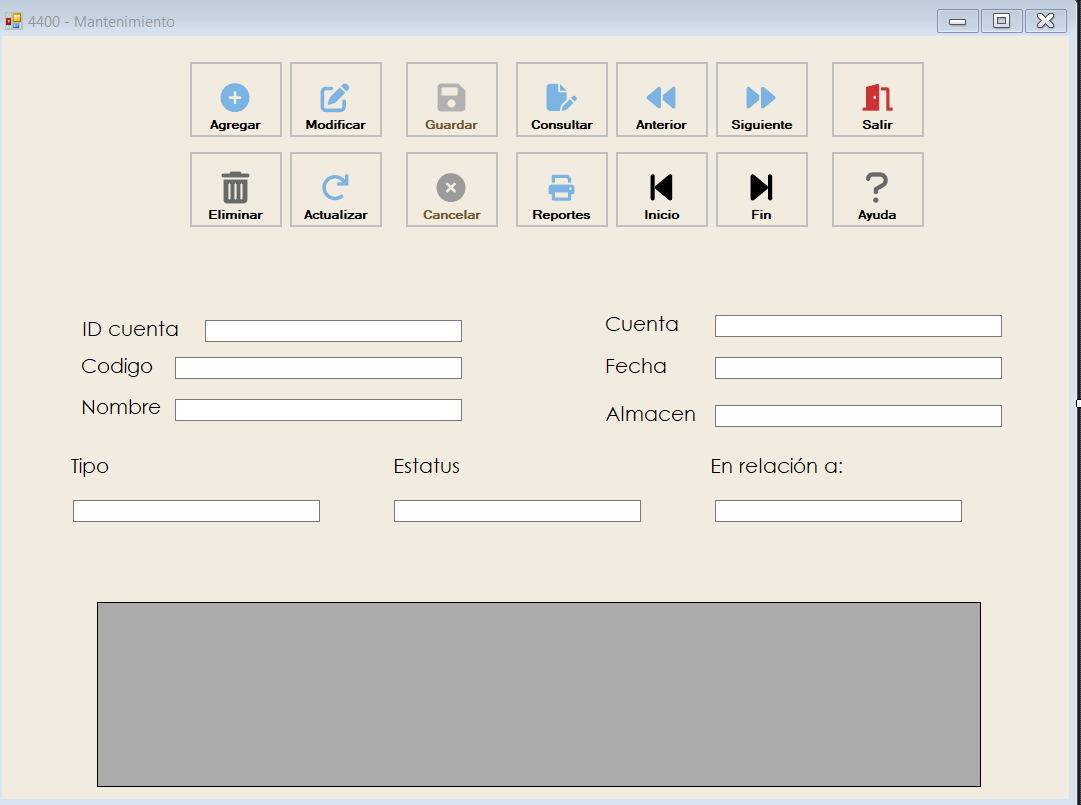 4400 - Mantenimiento
Agregar Modificar Guardar Consultar Anterior Siguiente Salir
Eliminar Actualizar Cancelar Reportes Inicio Fin Ayuda
ID cuenta Cuenta
Codigo Fecha
Nombre Almacen
Tipo Estatus En relación a: